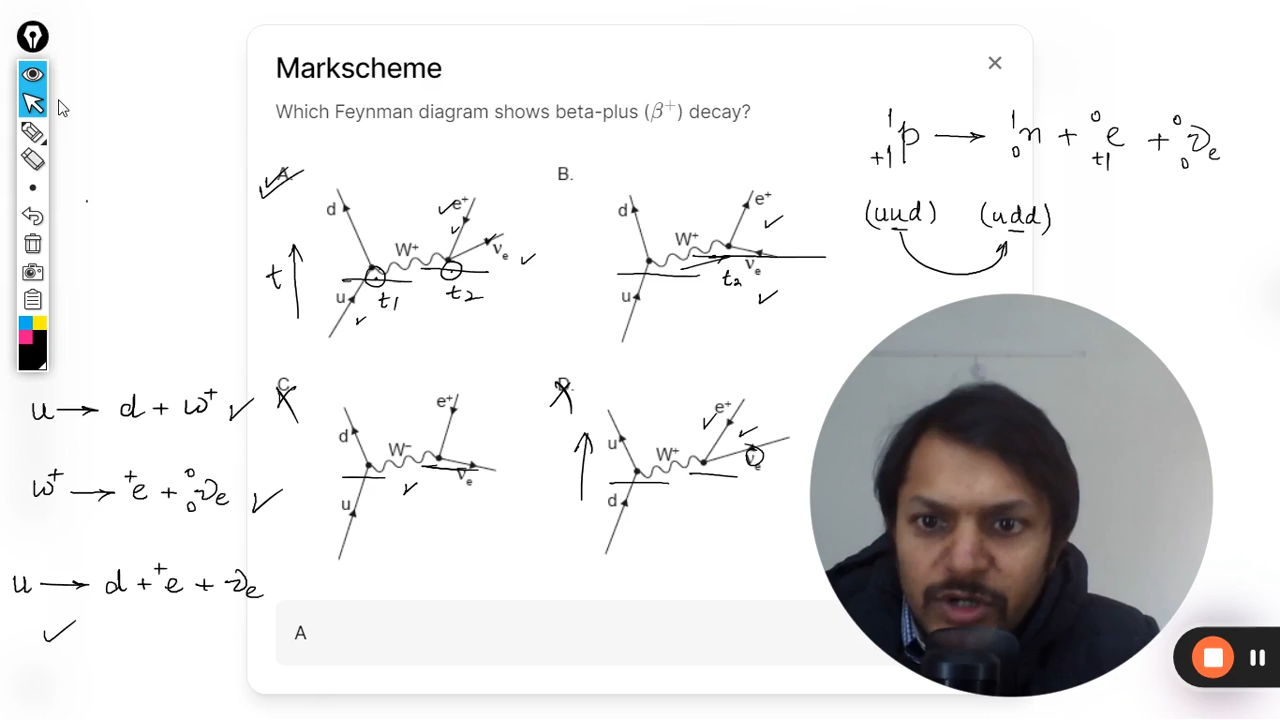 Markscheme
×
Which Feynman diagram shows beta-plus (β⁺) decay?
¹₊₁p → ¹₀n + ⁰₊₁e + ⁰₀νₑ
(uud) (udd)
A.
d
e⁺
W⁺
νₑ
t
u
t1
t2
B.
d
e⁺
W⁺
νₑ
t2
u
C.
d
e⁺
W⁻
νₑ
u
D.
u
e⁺
W⁺
νₑ
d
u → d + w⁺ ✓
w⁺ → ⁺e + ⁰₀νₑ ✓
u → d + ⁺e + νₑ
✓
A